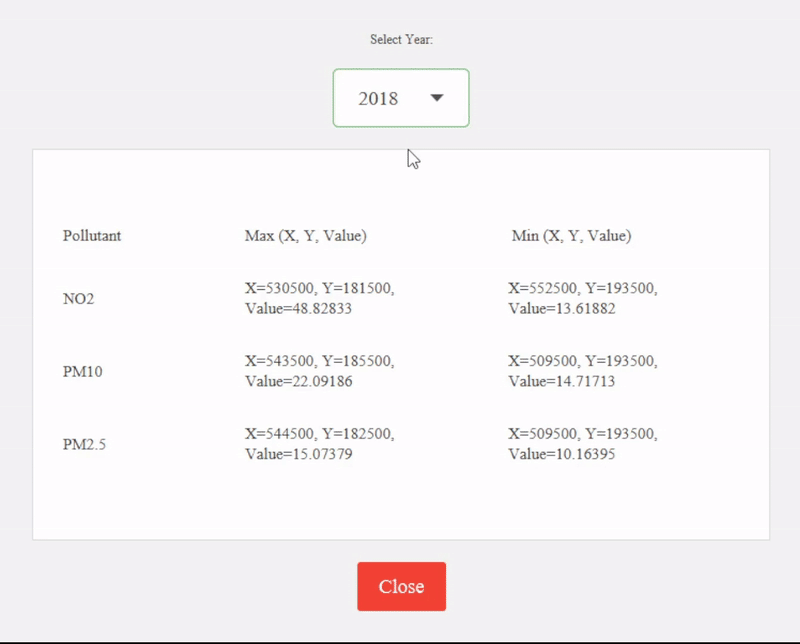 Select Year:
2018
Pollutant
Max (X, Y, Value)
Min (X, Y, Value)
NO2
X=530500, Y=181500,
Value=48.82833
X=552500, Y=193500,
Value=13.61882
PM10
X=543500, Y=185500,
Value=22.09186
X=509500, Y=193500,
Value=14.71713
PM2.5
X=544500, Y=182500,
Value=15.07379
X=509500, Y=193500,
Value=10.16395
Close